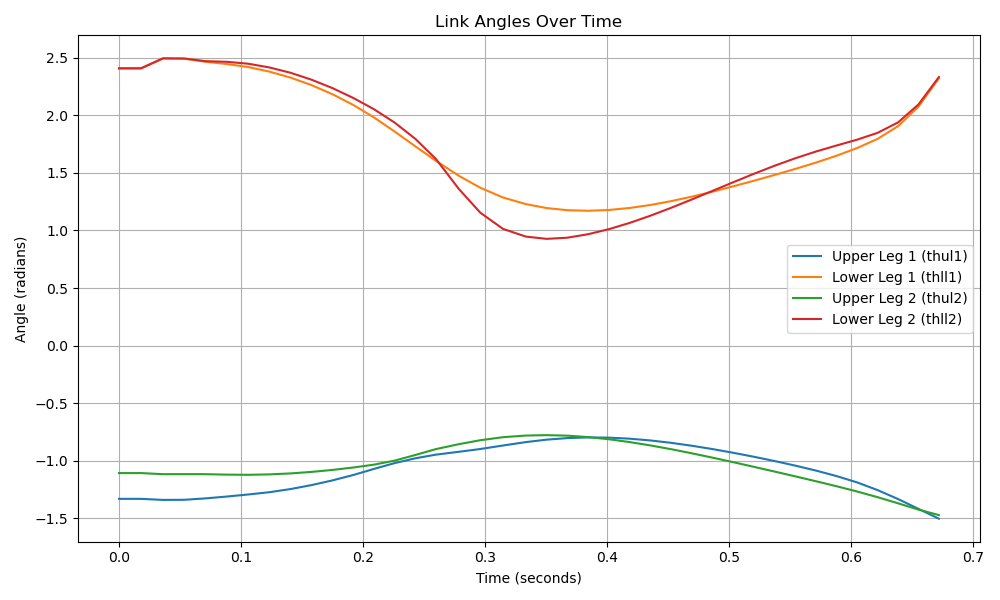 Link Angles Over Time
Angle (radians)
2.5
2.0
1.5
1.0
0.5
0.0
−0.5
−1.0
−1.5
Upper Leg 1 (thul1)
Lower Leg 1 (thll1)
Upper Leg 2 (thul2)
Lower Leg 2 (thll2)
0.0 0.1 0.2 0.3 0.4 0.5 0.6 0.7
Time (seconds)